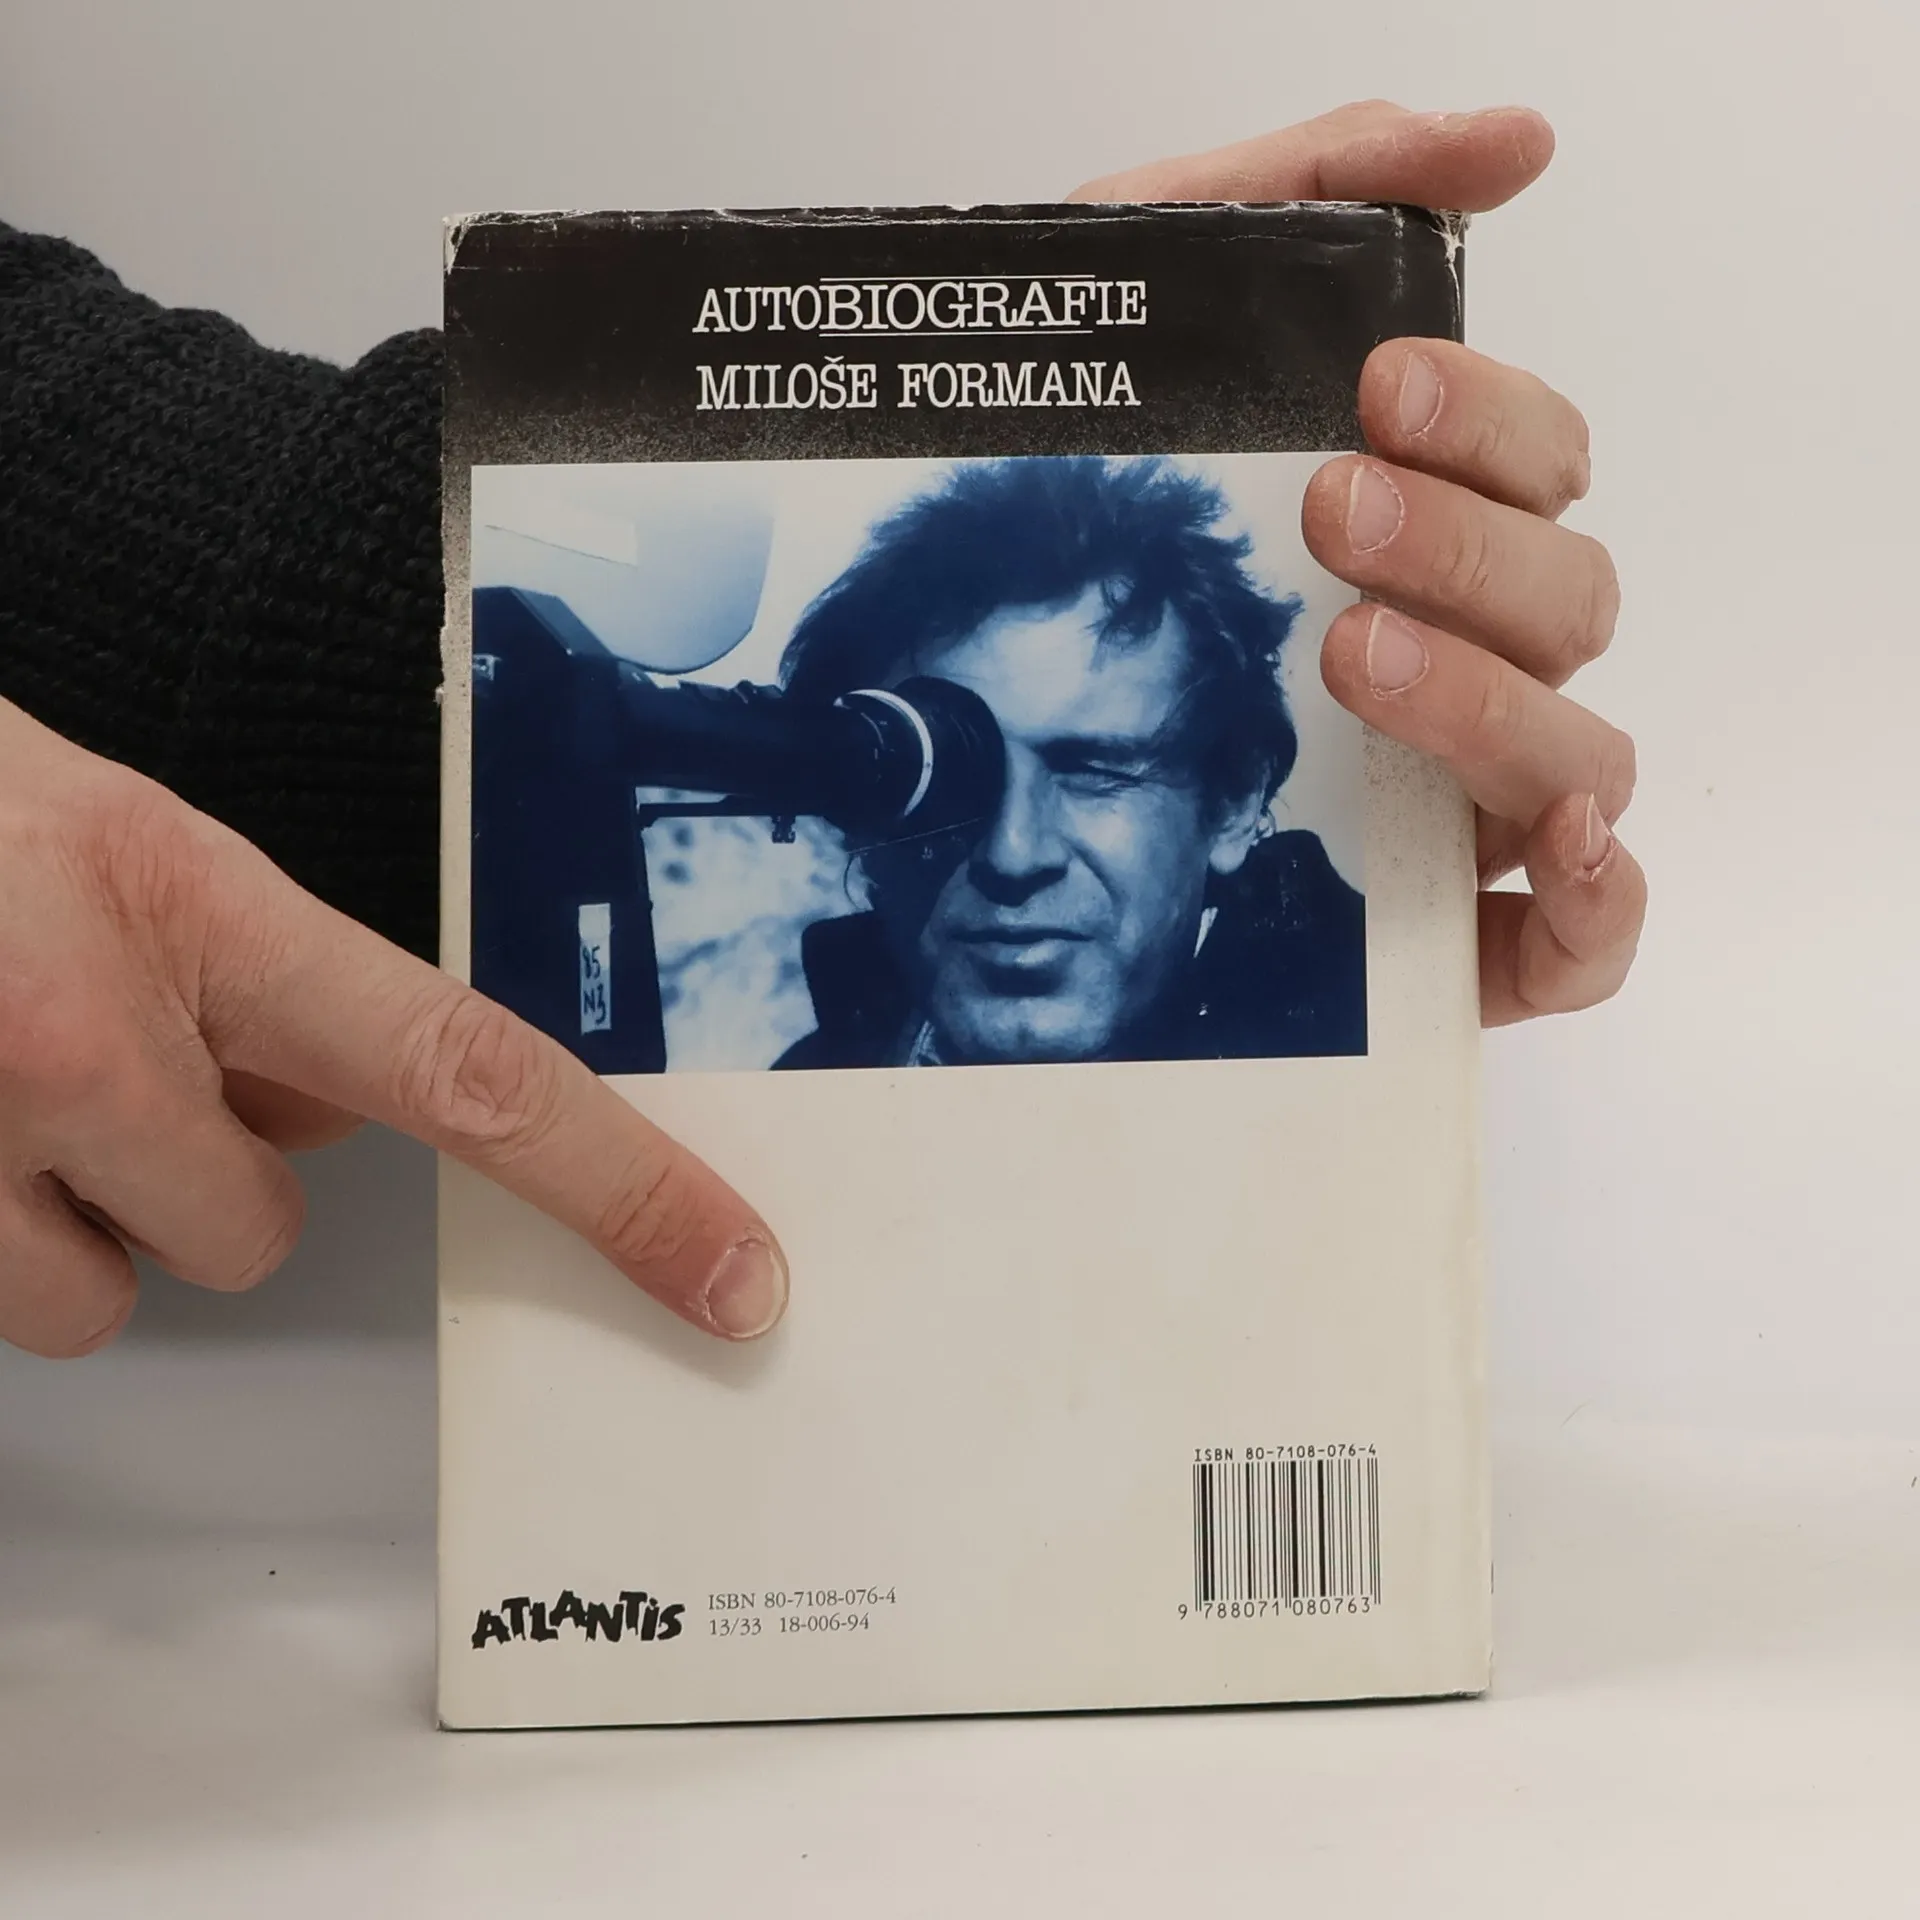 AUTOBIOGRAFIE
MILOŠE FORMANA
85
N3
ISBN 80-7108-076-4
9 788071 080763
ATLANTIS
ISBN 80-7108-076-4
13/33 18-006-94